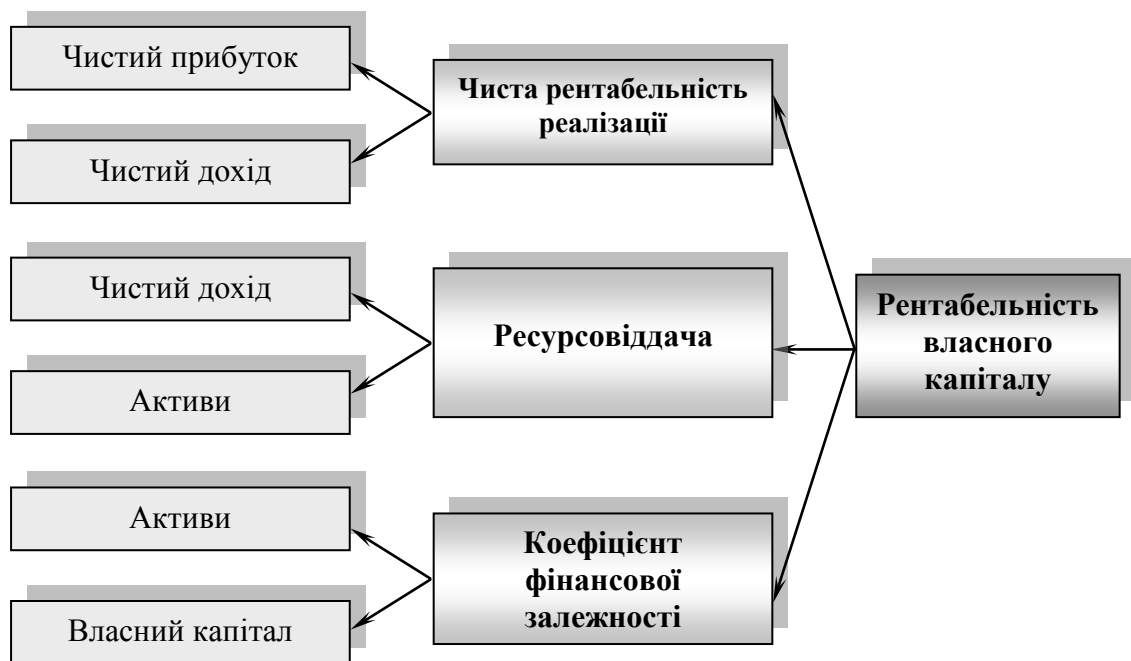 Чистий прибуток
Чистий дохід
Чиста рентабельність
реалізації
Чистий дохід
Активи
Ресурсовіддача
Рентабельність
власного
капіталу
Активи
Власний капітал
Коефіцієнт
фінансової
залежності